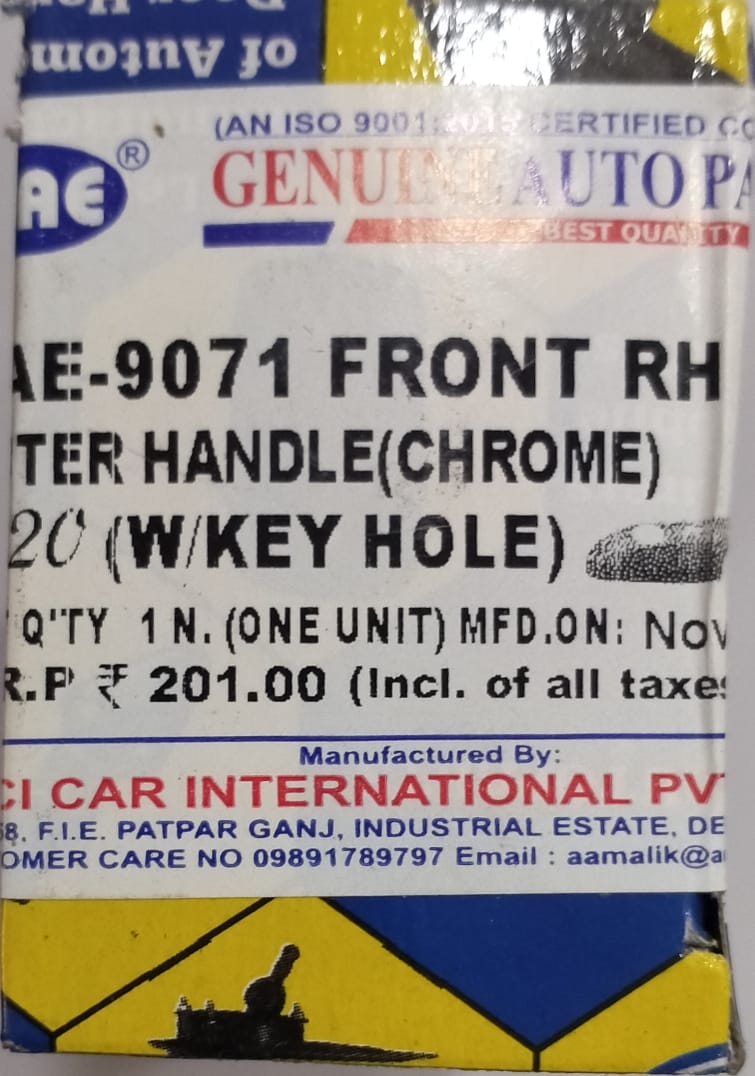 of Autom
(AN ISO 9001:2015 CERTIFIED CO
AE ®
GENUINE AUTO PA
BEST QUALITY
AE-9071 FRONT RH
TER HANDLE(CHROME)
20 (W/KEY HOLE)
Q'TY 1 N. (ONE UNIT) MFD.ON: Nov
R.P ₹ 201.00 (Incl. of all taxes
Manufactured By:
CI CAR INTERNATIONAL PVT
58, F.I.E. PATPAR GANJ, INDUSTRIAL ESTATE, DE
OMER CARE NO 09891789797 Email : aamalik@a